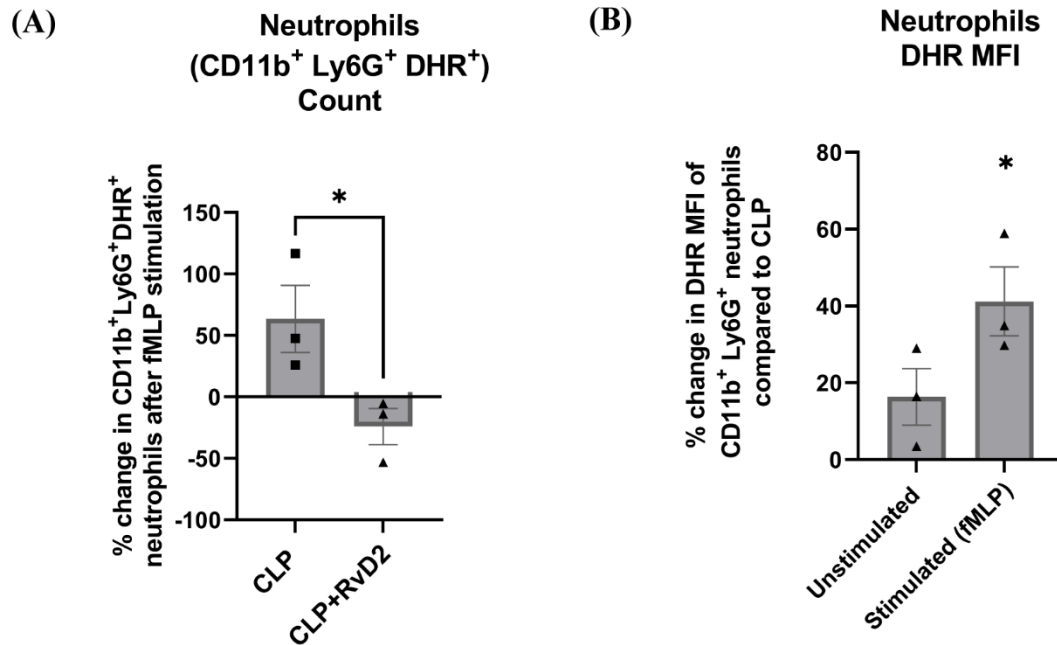 (A)
Neutrophils
(CD11b⁺ Ly6G⁺ DHR⁺)
Count
% change in CD11b⁺Ly6G⁺DHR⁺
neutrophils after fMLP stimulation
150
100
50
0
-50
-100
*
CLP
CLP+RvD2
(B)
Neutrophils
DHR MFI
% change in DHR MFI of
CD11b⁺ Ly6G⁺ neutrophils
compared to CLP
80
60
40
20
0
*
Unstimulated
Stimulated (fMLP)